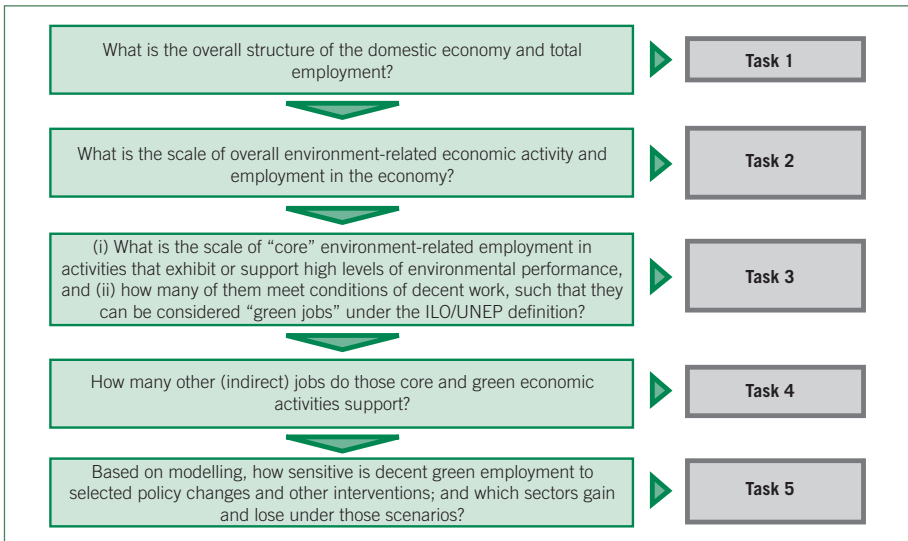 What is the overall structure of the domestic economy and total
employment?
Task 1
What is the scale of overall environment-related economic activity and
employment in the economy?
Task 2
(i) What is the scale of “core” environment-related employment in
activities that exhibit or support high levels of environmental performance,
and (ii) how many of them meet conditions of decent work, such that they
can be considered “green jobs” under the ILO/UNEP definition?
Task 3
How many other (indirect) jobs do those core and green economic
activities support?
Task 4
Based on modelling, how sensitive is decent green employment to
selected policy changes and other interventions; and which sectors gain
and lose under those scenarios?
Task 5